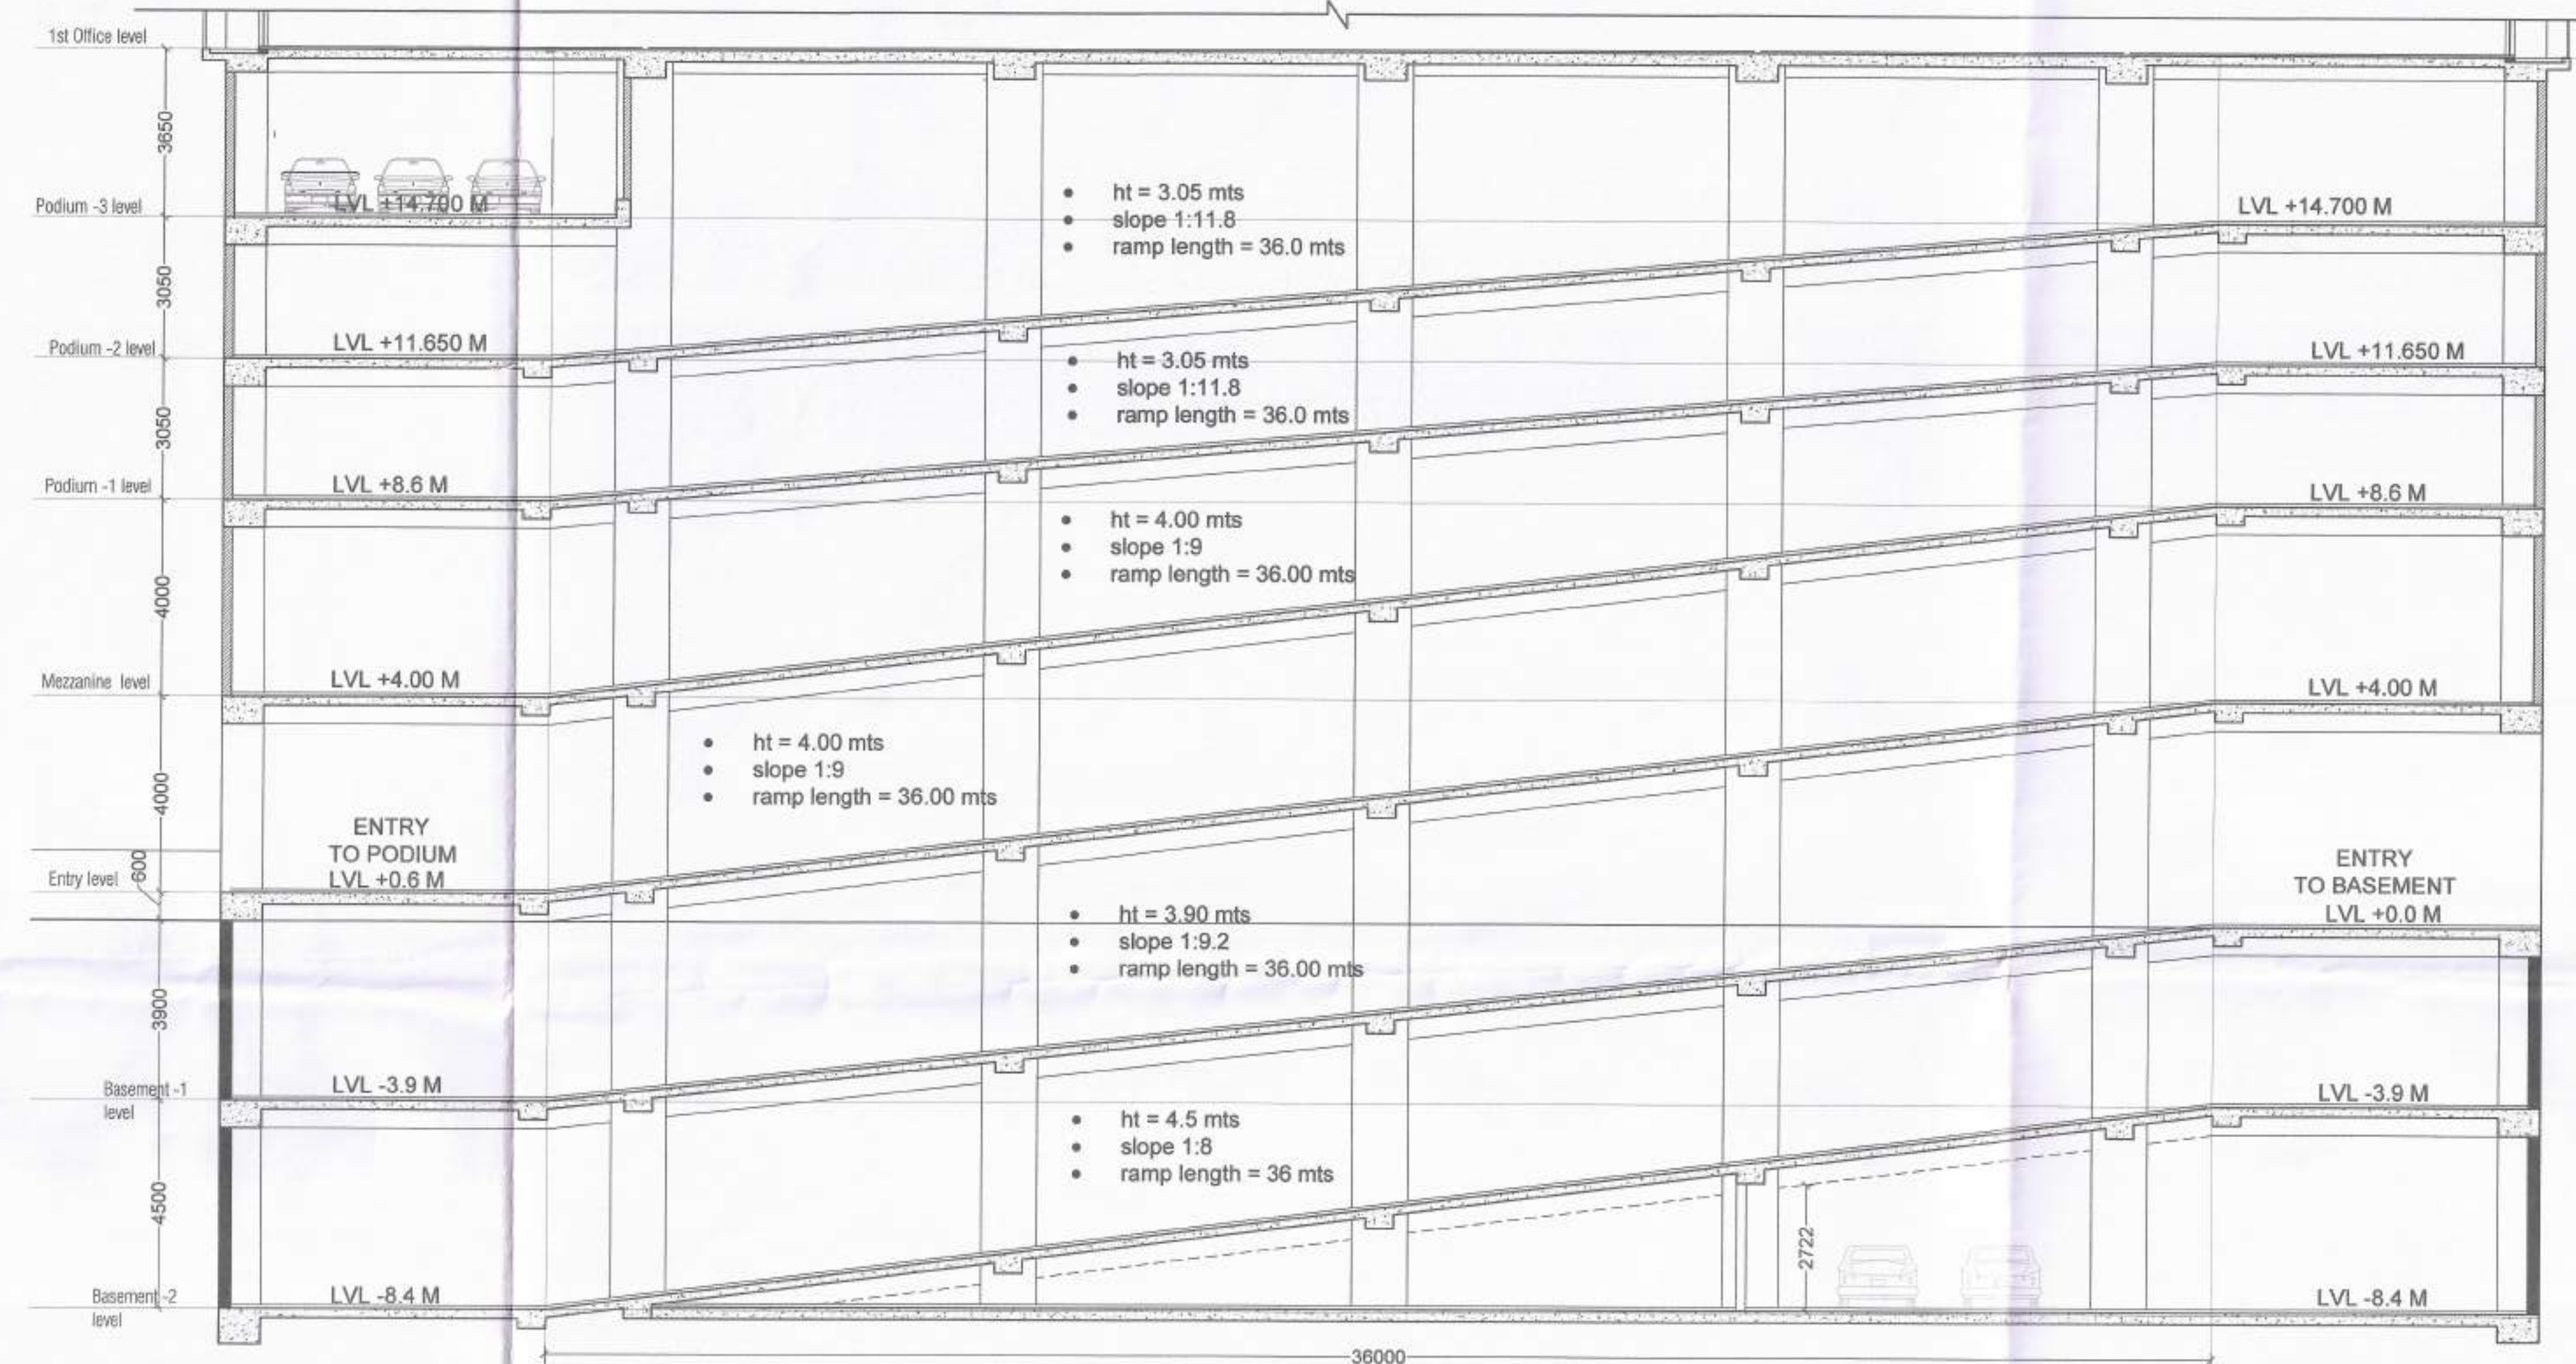 1st Office level
3650
Podium -3 level
LVL +14.700 M
• ht = 3.05 mts
• slope 1:11.8
• ramp length = 36.0 mts
LVL +14.700 M
3050
Podium -2 level
LVL +11.650 M
• ht = 3.05 mts
• slope 1:11.8
• ramp length = 36.0 mts
LVL +11.650 M
3050
Podium -1 level
LVL +8.6 M
• ht = 4.00 mts
• slope 1:9
• ramp length = 36.00 mts
LVL +8.6 M
4000
Mezzanine level
LVL +4.00 M
LVL +4.00 M
• ht = 4.00 mts
• slope 1:9
• ramp length = 36.00 mts
4000
ENTRY
TO PODIUM
LVL +0.6 M
Entry level
600
ENTRY
TO BASEMENT
LVL +0.0 M
• ht = 3.90 mts
• slope 1:9.2
• ramp length = 36.00 mts
3900
Basement -1
level
LVL -3.9 M
LVL -3.9 M
• ht = 4.5 mts
• slope 1:8
• ramp length = 36 mts
4500
2722
Basement -2
level
LVL -8.4 M
LVL -8.4 M
36000